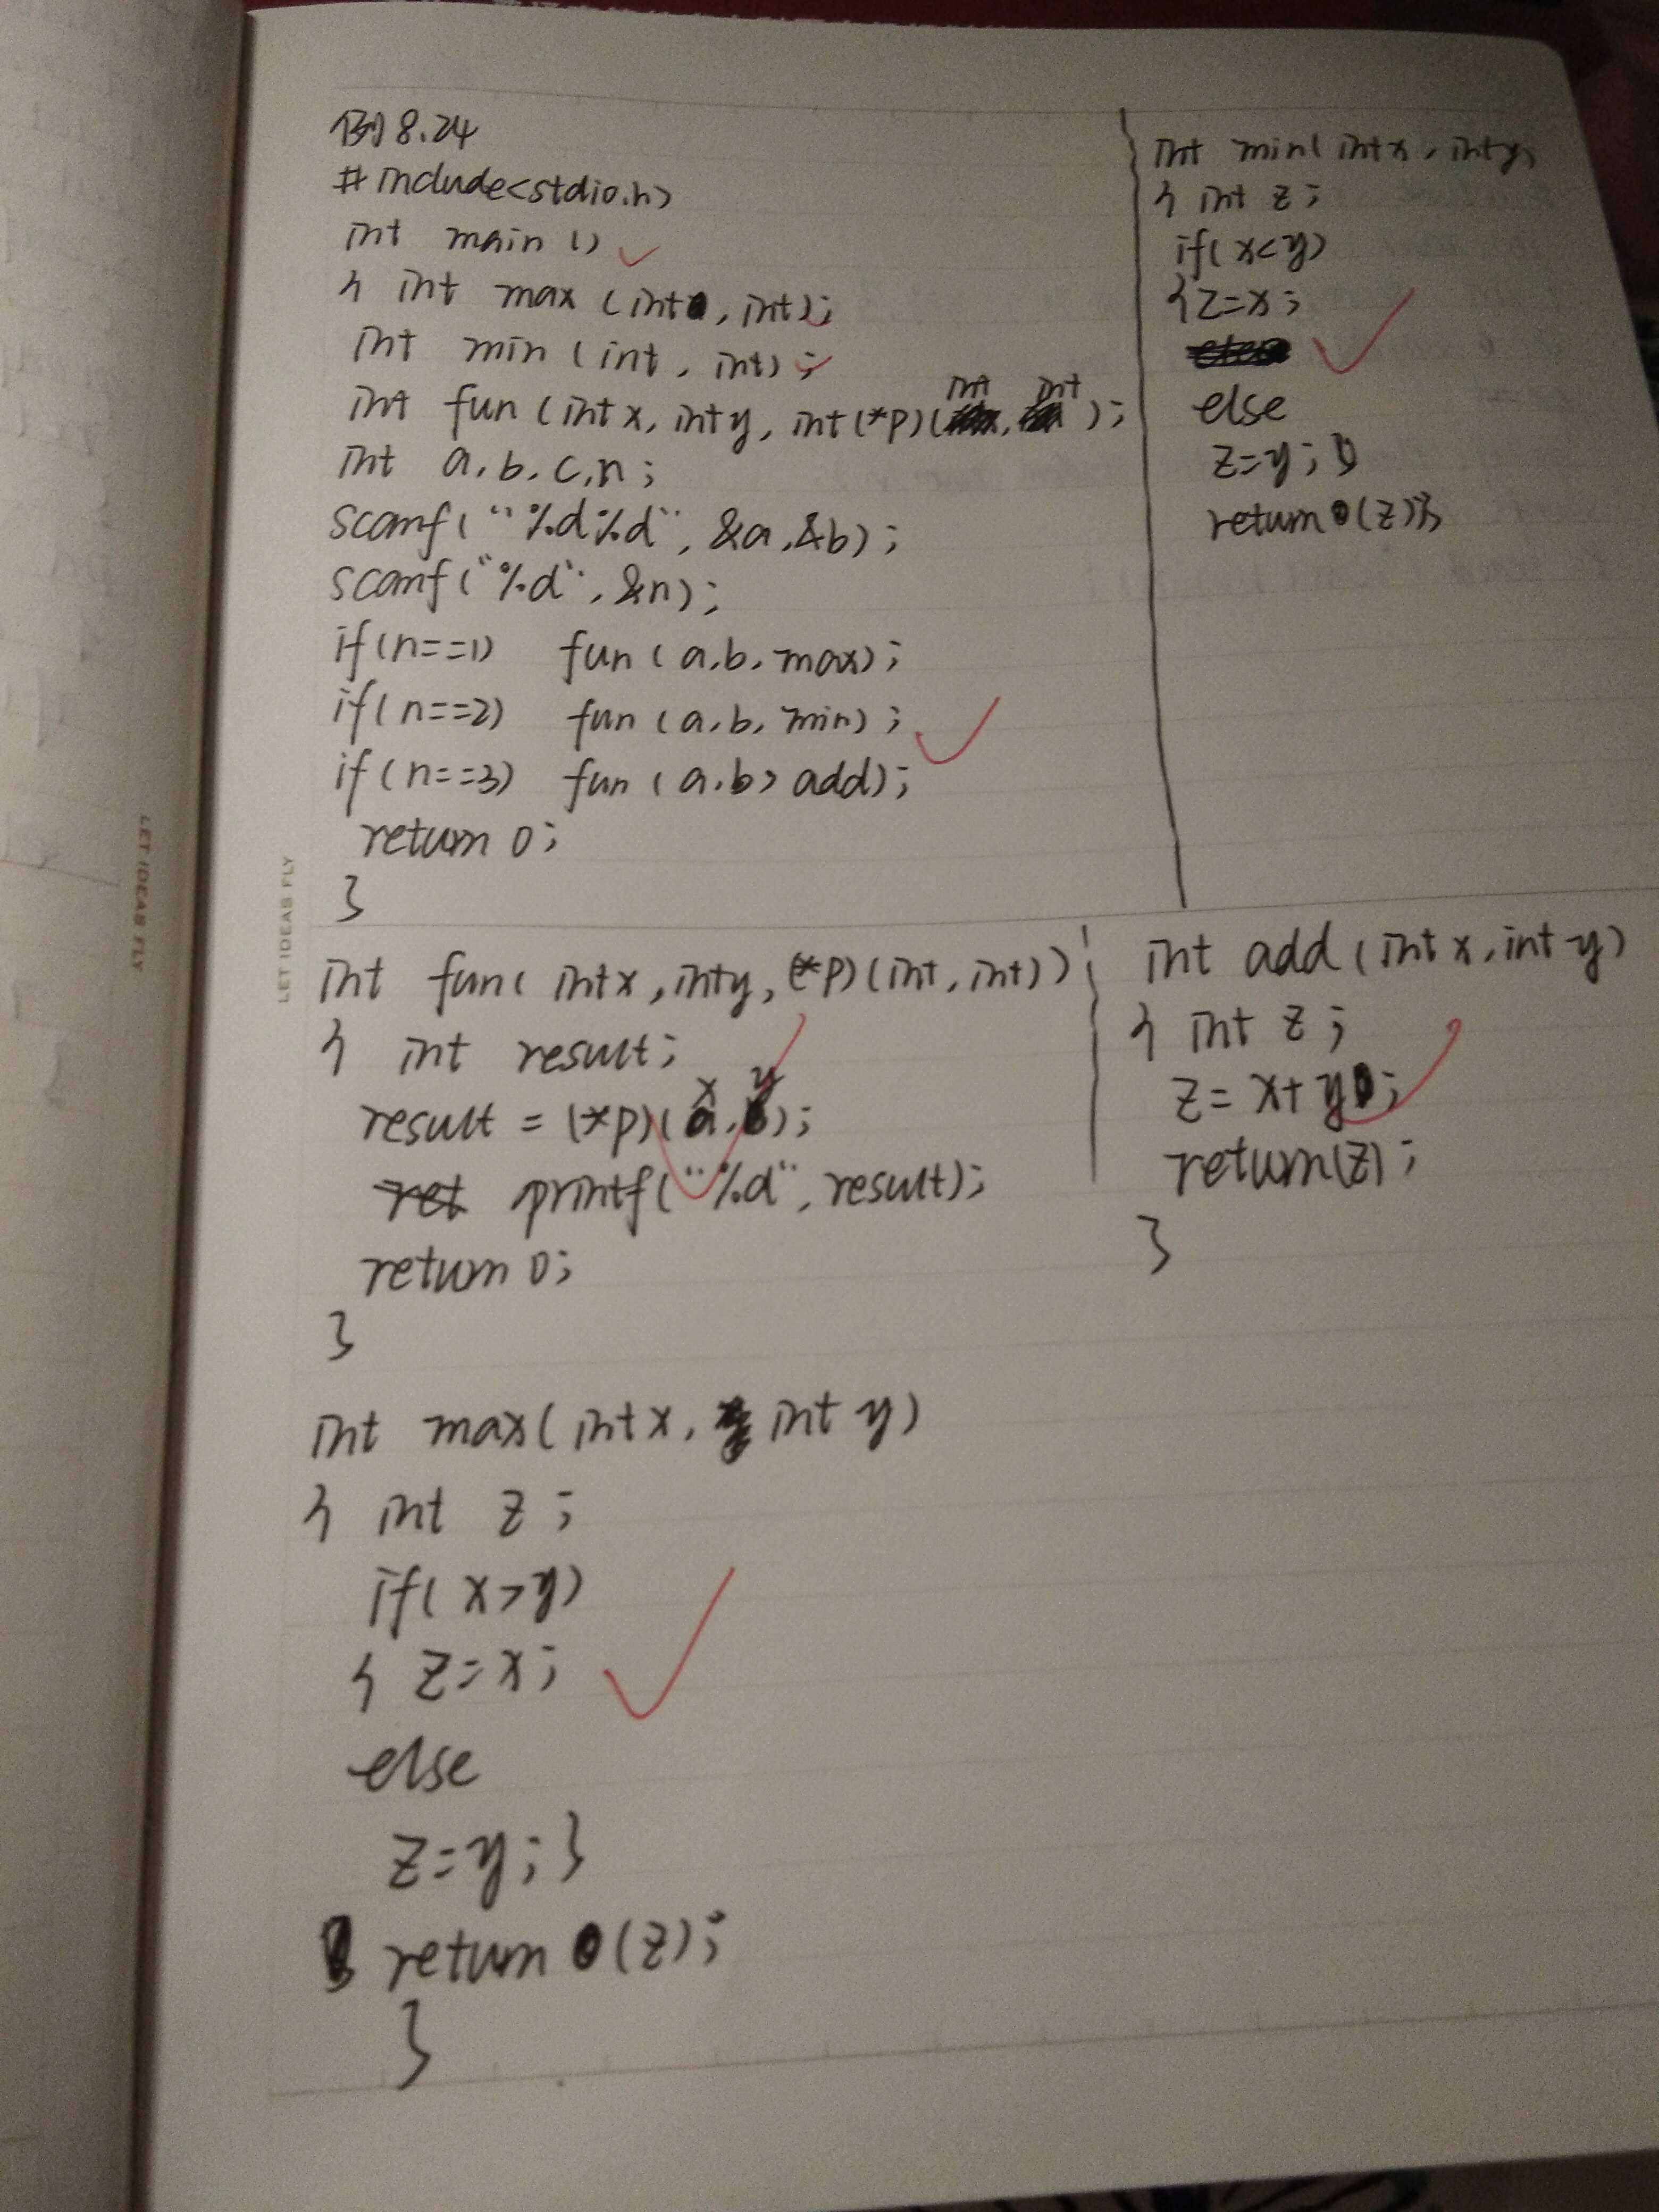 例8.24
#include<stdio.h>
int main()
{ int max (int, int);
int min (int, int);
int fun (int x, int y, int (*p)(int, int);
int a, b, c, n;
scanf("%d%d", &a, &b);
scanf("%d", &n);
if(n==1) fun (a, b, max);
if(n==2) fun (a, b, min);
if(n==3) fun (a, b, add);
return 0;
}
int min( int x, int y)
{ int z;
if( x<y)
{z=x;
else
z=y; }
return (z);}
int fun( int x, int y, (*p)(int, int))
{ int result;
result = (*p)(x, y);
ret printf("%d", result);
return 0;
}
int add (int x, int y)
{ int z;
z= x+y;
return(z);
}
int max( int x, int y)
{ int z;
if( x>y)
{ z=x;
else
z=y; }
return (z);
}
LET IDEAS FLY
LET IDEAS FLY